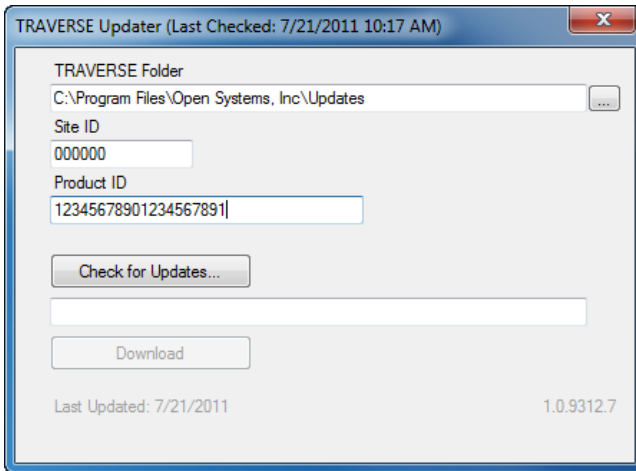 TRAVERSE Updater (Last Checked: 7/21/2011 10:17 AM)
TRAVERSE Folder
C:\Program Files\Open Systems, Inc\Updates
...
Site ID
000000
Product ID
12345678901234567891
Check for Updates...
Download
Last Updated: 7/21/2011 1.0.9312.7